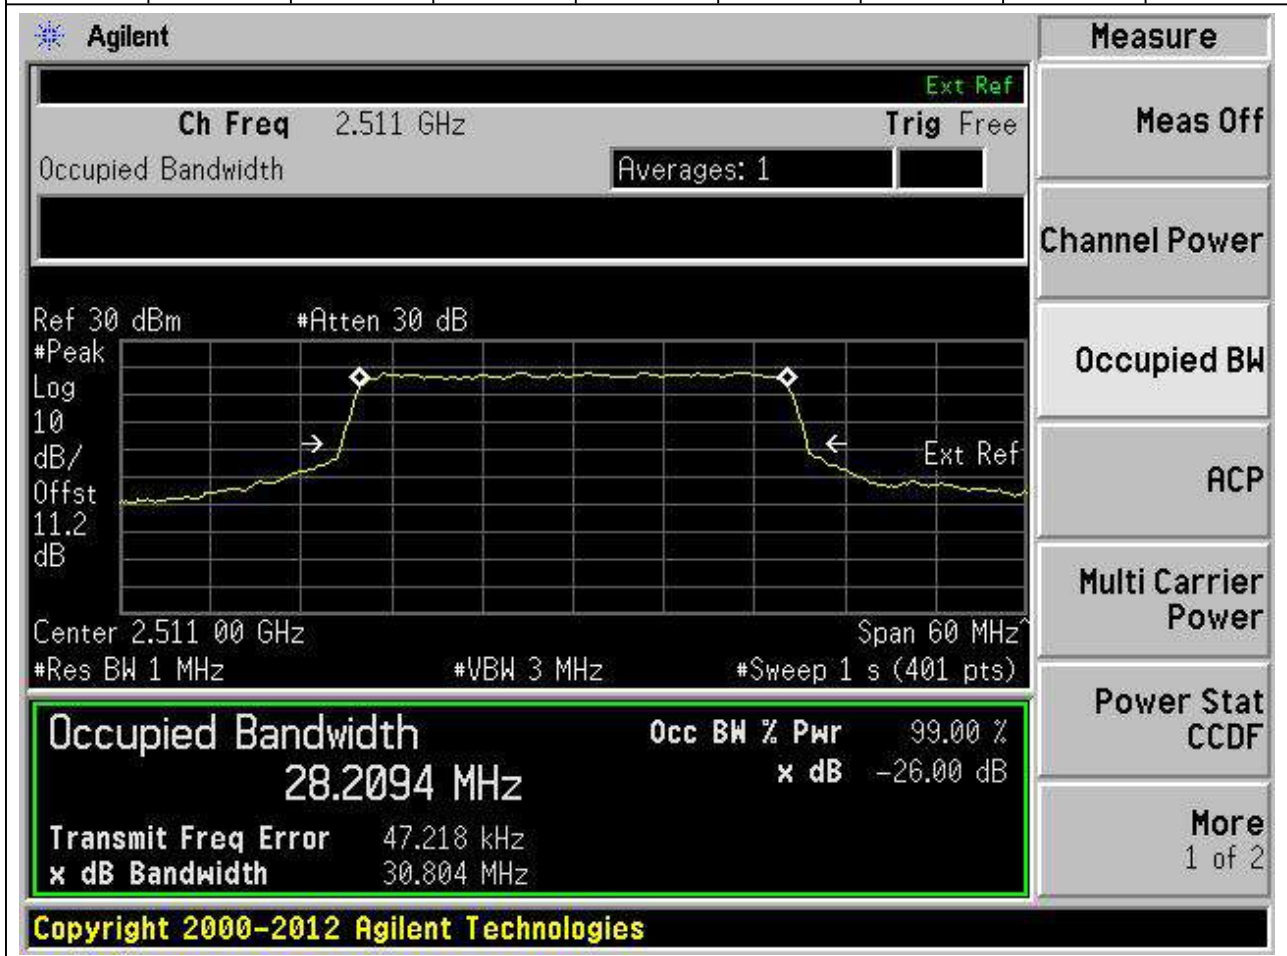 Agilent
Measure
Ext Ref
Ch Freq 2.511 GHz Trig Free
Meas Off
Occupied Bandwidth Averages: 1
Channel Power
Ref 30 dBm #Atten 30 dB
#Peak
Log
10
dB/
Offst
11.2
dB
Ext Ref
Occupied BW
ACP
Center 2.511 00 GHz Span 60 MHz^
#Res BW 1 MHz #VBW 3 MHz #Sweep 1 s (401 pts)
Multi Carrier
Power
Occupied Bandwidth Occ BW % Pwr 99.00 %
28.2094 MHz x dB -26.00 dB
Transmit Freq Error 47.218 kHz
x dB Bandwidth 30.804 MHz
Power Stat
CCDF
More
1 of 2
Copyright 2000-2012 Agilent Technologies